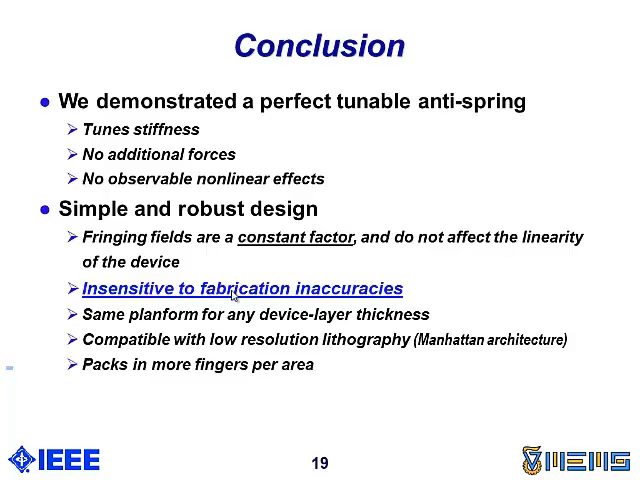 Conclusion
● We demonstrated a perfect tunable anti-spring
➢ Tunes stiffness
➢ No additional forces
➢ No observable nonlinear effects
● Simple and robust design
➢ Fringing fields are a constant factor, and do not affect the linearity
of the device
➢ Insensitive to fabrication inaccuracies
➢ Same planform for any device-layer thickness
➢ Compatible with low resolution lithography (Manhattan architecture)
➢ Packs in more fingers per area
IEEE
19
MEMS